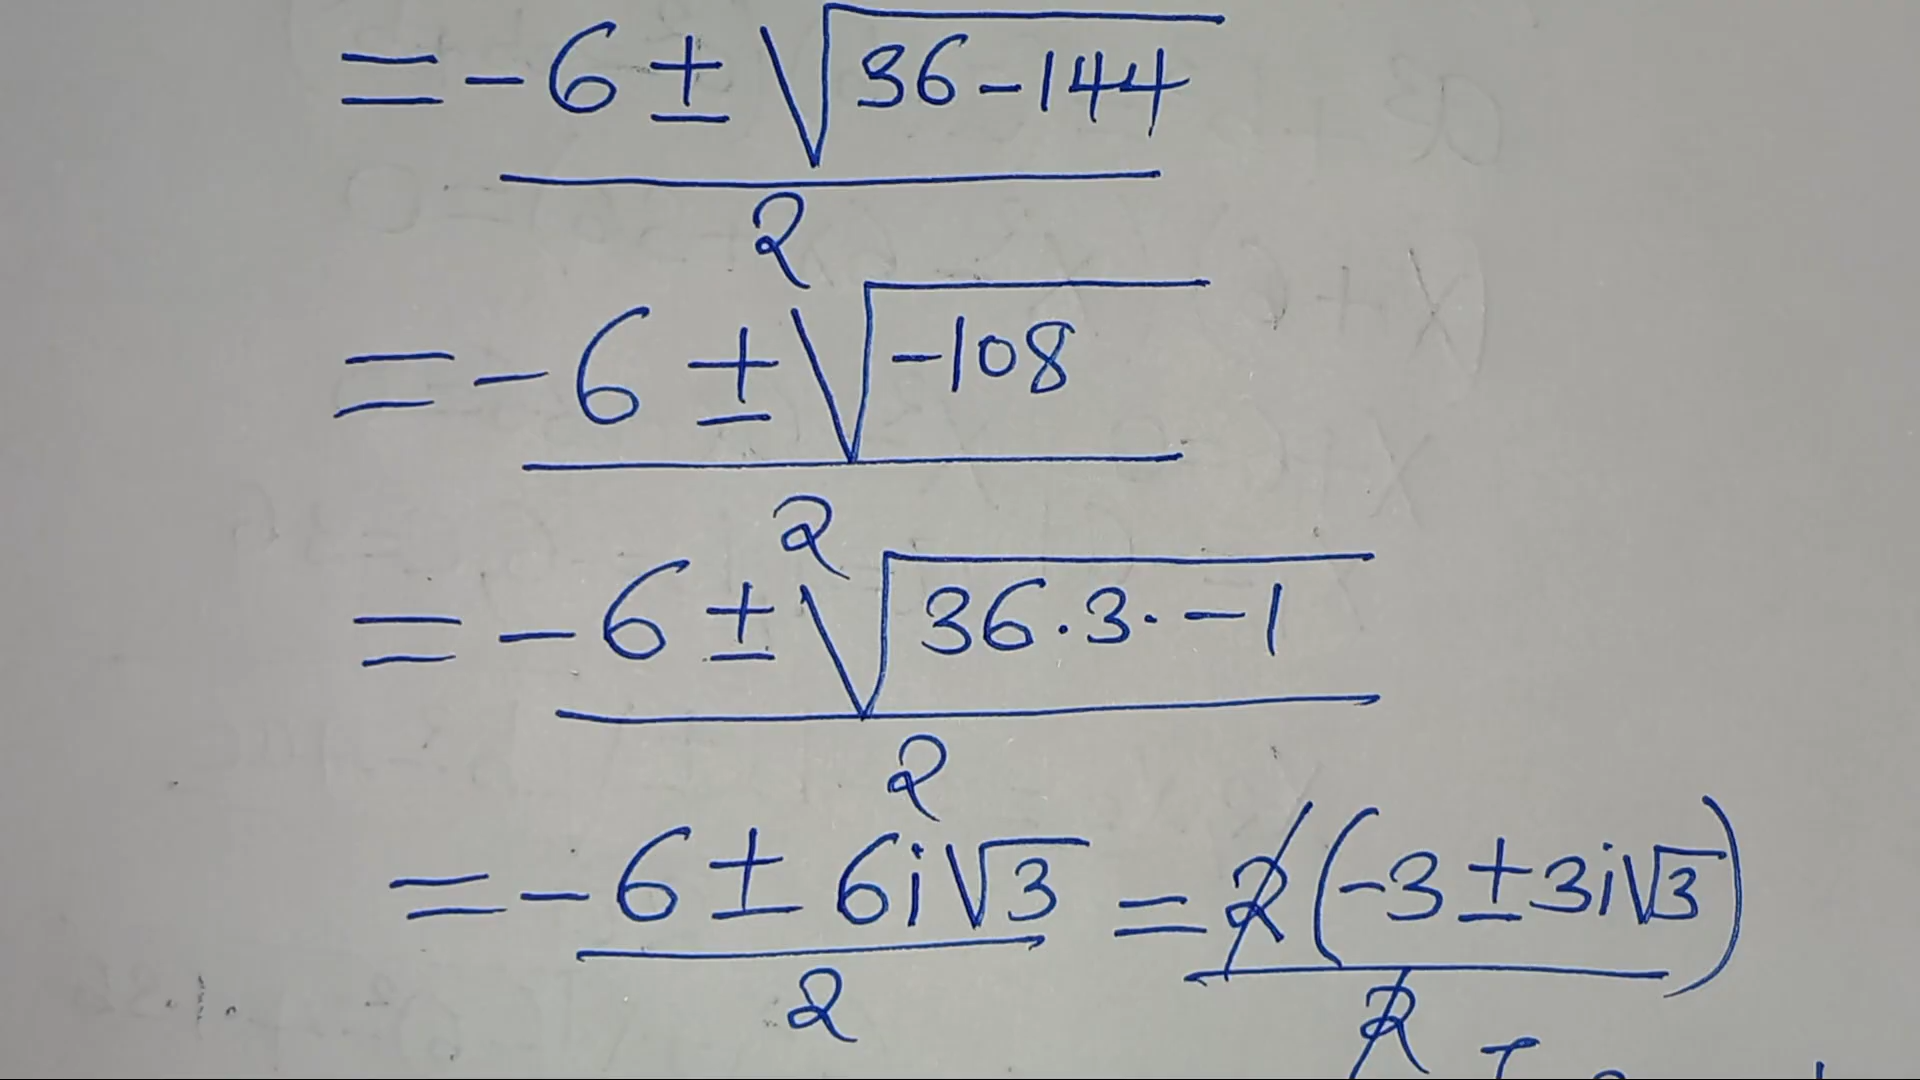 = -6 ± √36-144
2
= -6 ± √-108
2
= -6 ± √36.3.-1
2
= -6 ± 6i√3 = 2(-3±3i√3)
2 2